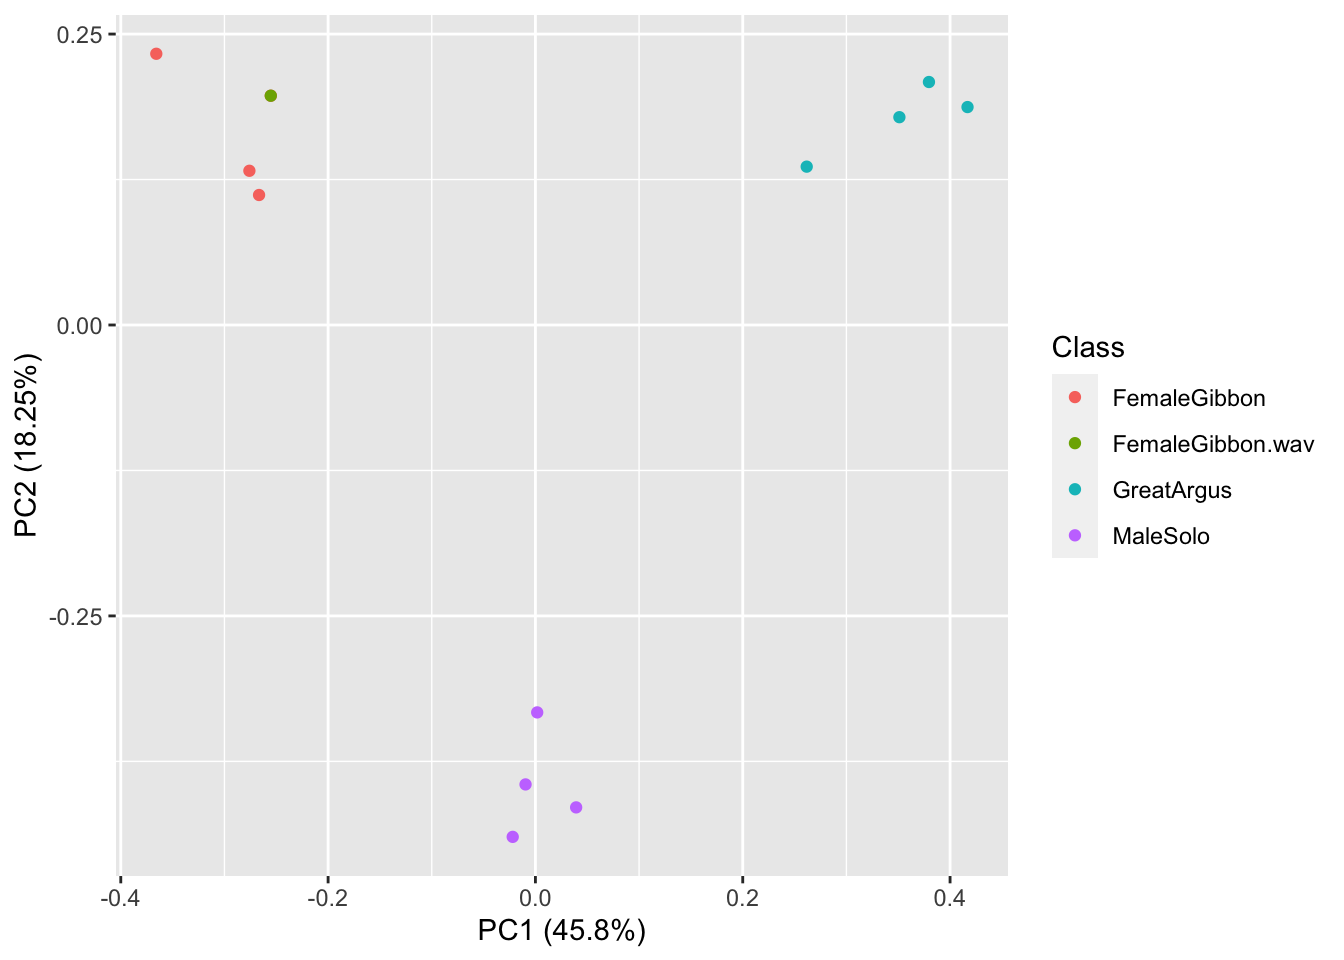 0.25
0.00
-0.25
PC2 (18.25%)
-0.4
-0.2
0.0
0.2
0.4
PC1 (45.8%)
Class
FemaleGibbon
FemaleGibbon.wav
GreatArgus
MaleSolo